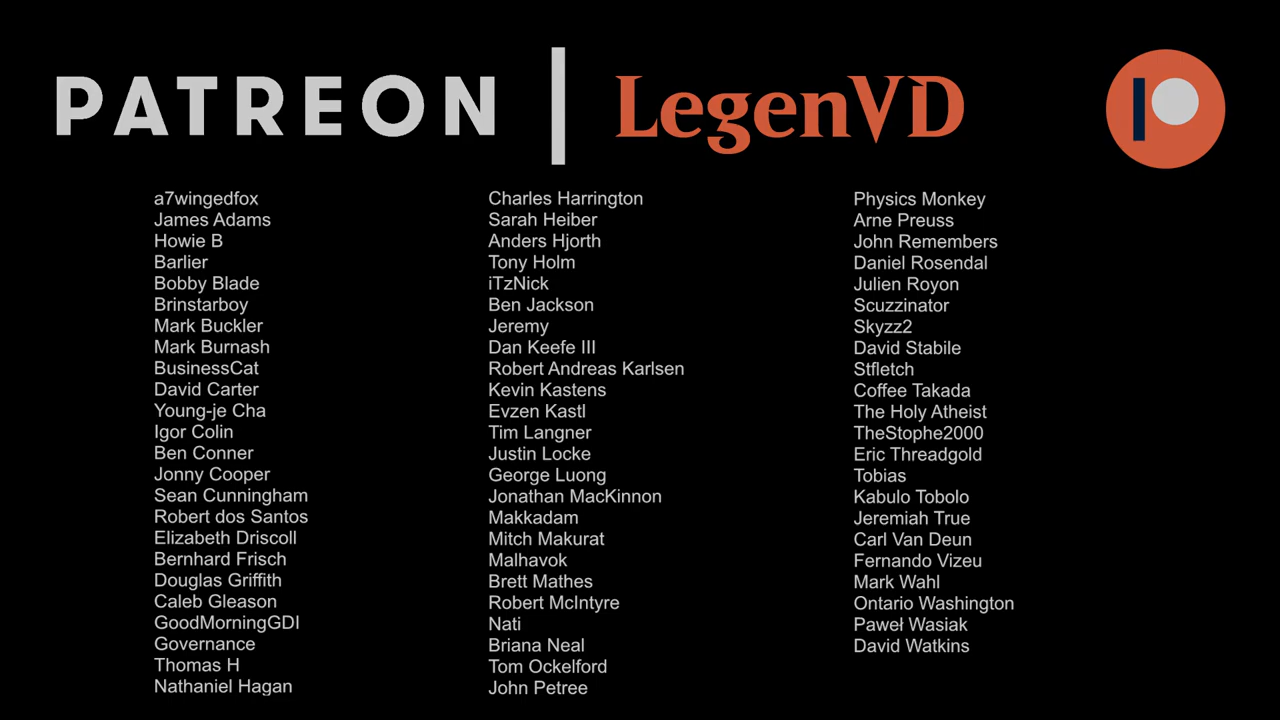 PATREON | LegenVD
a7wingedfox
James Adams
Howie B
Barlier
Bobby Blade
Brinstarboy
Mark Buckler
Mark Burnash
BusinessCat
David Carter
Young-je Cha
Igor Colin
Ben Conner
Jonny Cooper
Sean Cunningham
Robert dos Santos
Elizabeth Driscoll
Bernhard Frisch
Douglas Griffith
Caleb Gleason
GoodMorningGDI
Governance
Thomas H
Nathaniel Hagan
Charles Harrington
Sarah Heiber
Anders Hjorth
Tony Holm
iTzNick
Ben Jackson
Jeremy
Dan Keefe III
Robert Andreas Karlsen
Kevin Kastens
Evzen Kastl
Tim Langner
Justin Locke
George Luong
Jonathan MacKinnon
Makkadam
Mitch Makurat
Malhavok
Brett Mathes
Robert McIntyre
Nati
Briana Neal
Tom Ockelford
John Petree
Physics Monkey
Arne Preuss
John Remembers
Daniel Rosendal
Julien Royon
Scuzzinator
Skyzz2
David Stabile
Stfletch
Coffee Takada
The Holy Atheist
TheStophe2000
Eric Threadgold
Tobias
Kabulo Tobolo
Jeremiah True
Carl Van Deun
Fernando Vizeu
Mark Wahl
Ontario Washington
Paweł Wasiak
David Watkins